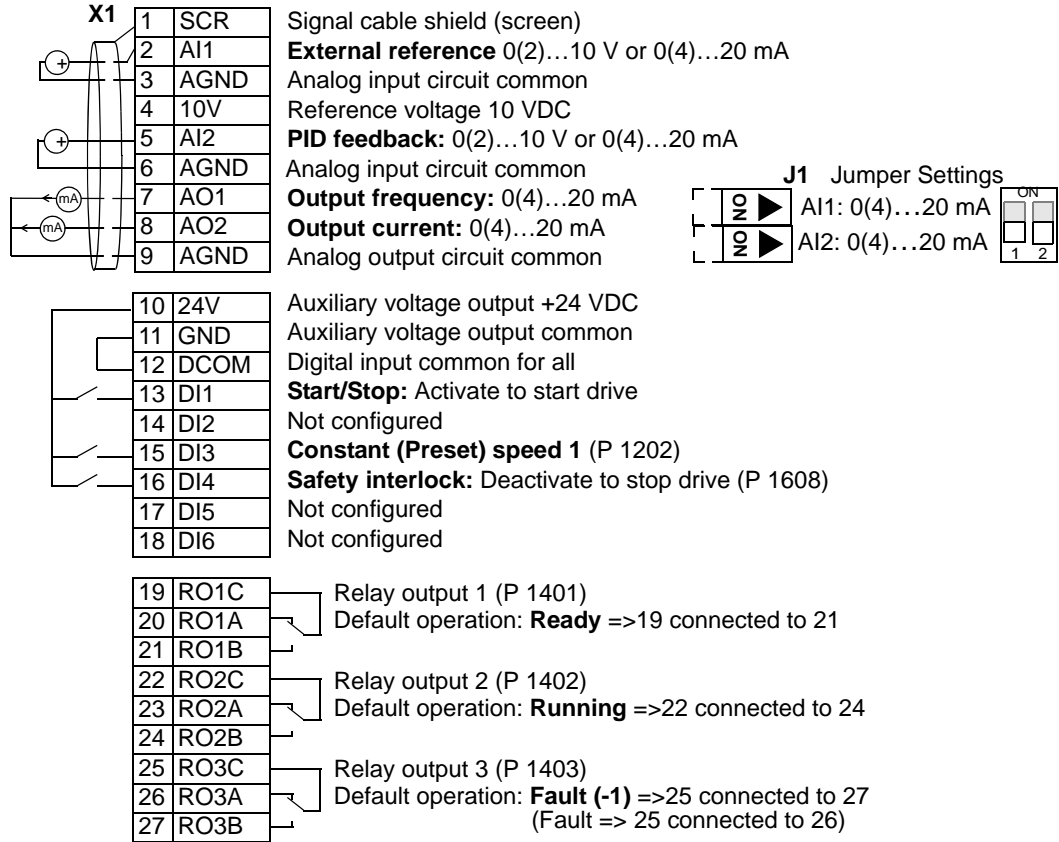 X1
1 SCR Signal cable shield (screen)
2 AI1 External reference 0(2)…10 V or 0(4)…20 mA
3 AGND Analog input circuit common
4 10V Reference voltage 10 VDC
5 AI2 PID feedback: 0(2)…10 V or 0(4)…20 mA
6 AGND Analog input circuit common
7 AO1 Output frequency: 0(4)…20 mA
8 AO2 Output current: 0(4)…20 mA
9 AGND Analog output circuit common
+
+
mA
mA
J1 Jumper Settings
ON AI1: 0(4)…20 mA
ON AI2: 0(4)…20 mA
ON
1 2
10 24V Auxiliary voltage output +24 VDC
11 GND Auxiliary voltage output common
12 DCOM Digital input common for all
13 DI1 Start/Stop: Activate to start drive
14 DI2 Not configured
15 DI3 Constant (Preset) speed 1 (P 1202)
16 DI4 Safety interlock: Deactivate to stop drive (P 1608)
17 DI5 Not configured
18 DI6 Not configured
19 RO1C Relay output 1 (P 1401)
20 RO1A Default operation: Ready =>19 connected to 21
21 RO1B
22 RO2C Relay output 2 (P 1402)
23 RO2A Default operation: Running =>22 connected to 24
24 RO2B
25 RO3C Relay output 3 (P 1403)
26 RO3A Default operation: Fault (-1) =>25 connected to 27
27 RO3B (Fault => 25 connected to 26)